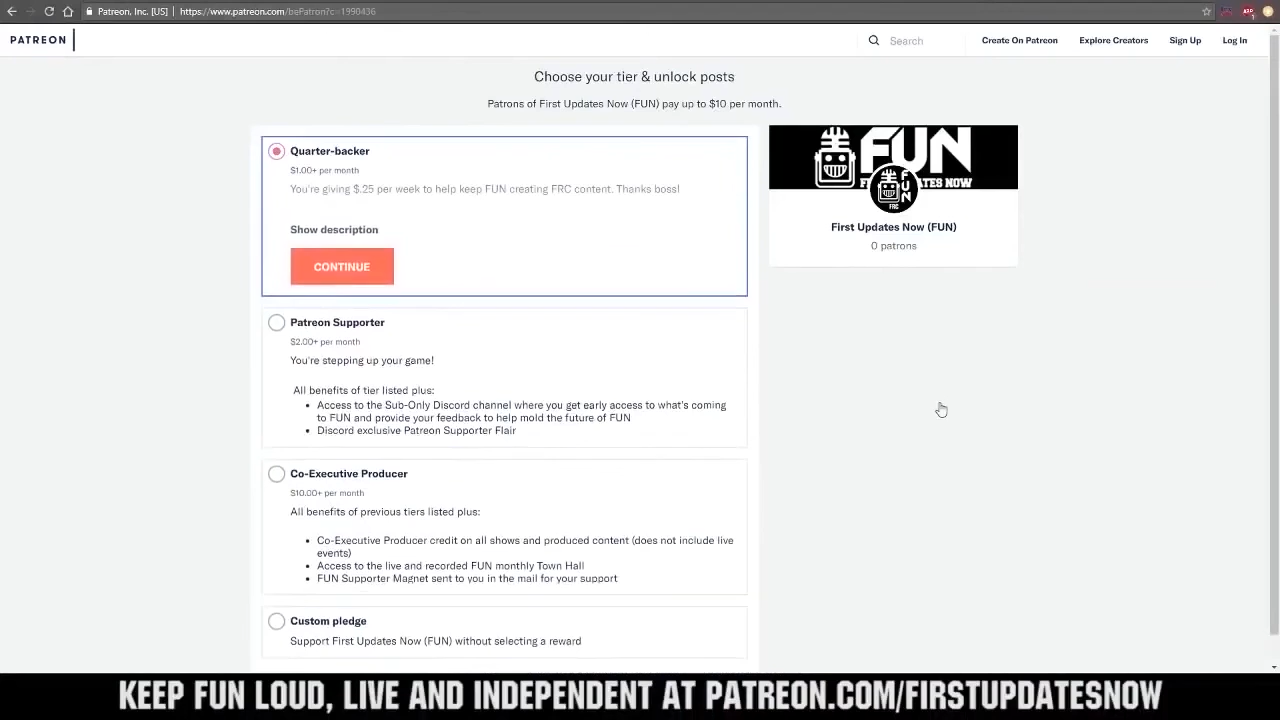 Patreon, Inc. [US] | https://www.patreon.com/bePatron?c=1990436
PATREON
Search
Create On Patreon
Explore Creators
Sign Up
Log In
Choose your tier & unlock posts
Patrons of First Updates Now (FUN) pay up to $10 per month.
Quarter-backer
$1.00+ per month
You're giving $.25 per week to help keep FUN creating FRC content. Thanks boss!
Show description
CONTINUE
Patreon Supporter
$2.00+ per month
You're stepping up your game!
All benefits of tier listed plus:
• Access to the Sub-Only Discord channel where you get early access to what's coming
to FUN and provide your feedback to help mold the future of FUN
• Discord exclusive Patreon Supporter Flair
Co-Executive Producer
$10.00+ per month
All benefits of previous tiers listed plus:
• Co-Executive Producer credit on all shows and produced content (does not include live
events)
• Access to the live and recorded FUN monthly Town Hall
• FUN Supporter Magnet sent to you in the mail for your support
Custom pledge
Support First Updates Now (FUN) without selecting a reward
FUN
FUN
FRC
First Updates Now (FUN)
0 patrons
KEEP FUN LOUD, LIVE AND INDEPENDENT AT PATREON.COM/FIRSTUPDATESNOW